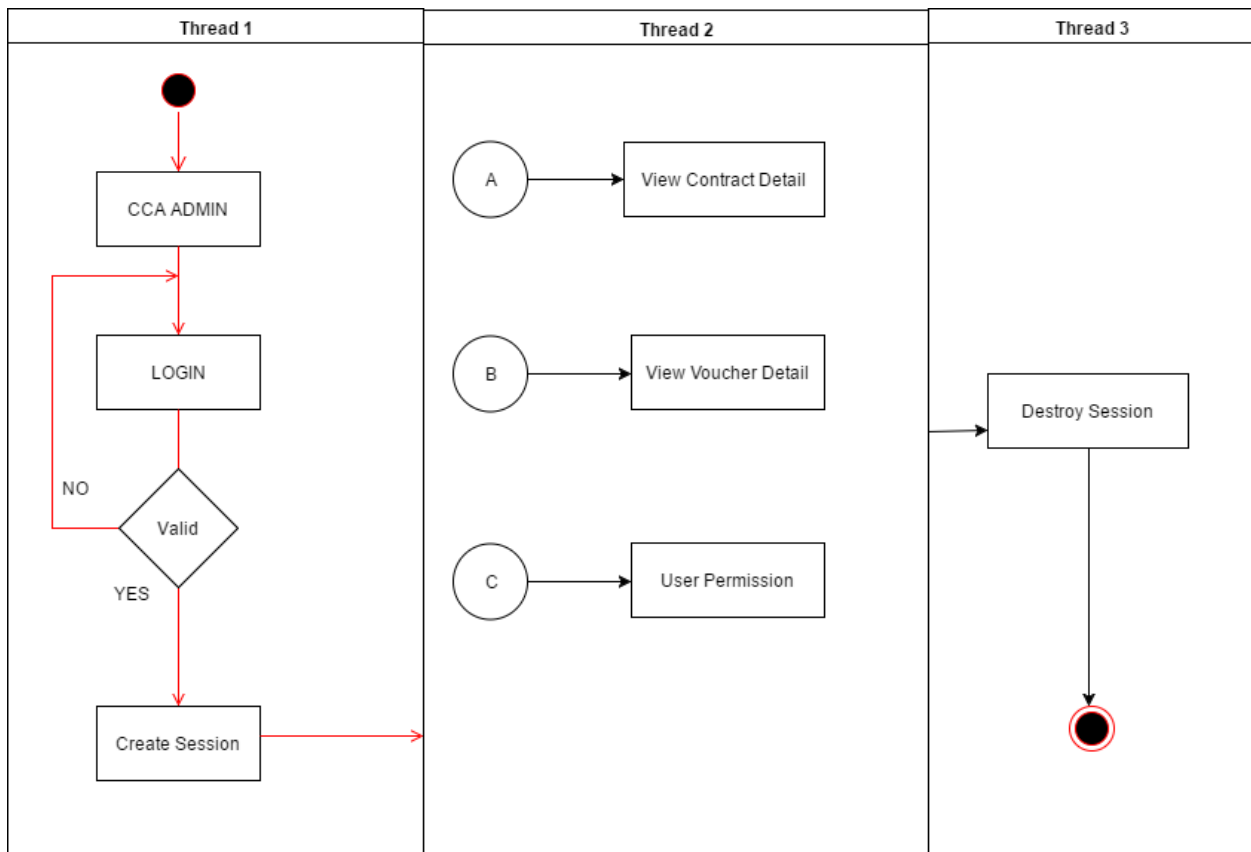 Thread 1
Thread 2
Thread 3
CCA ADMIN
LOGIN
NO
Valid
YES
Create Session
A
View Contract Detail
B
View Voucher Detail
C
User Permission
Destroy Session